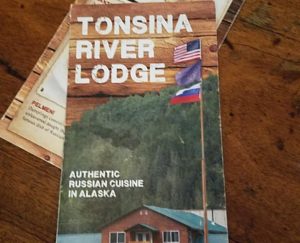 TONSINA
RIVER
LODGE
AUTHENTIC
RUSSIAN CUISINE
IN ALASKA
PELMENI